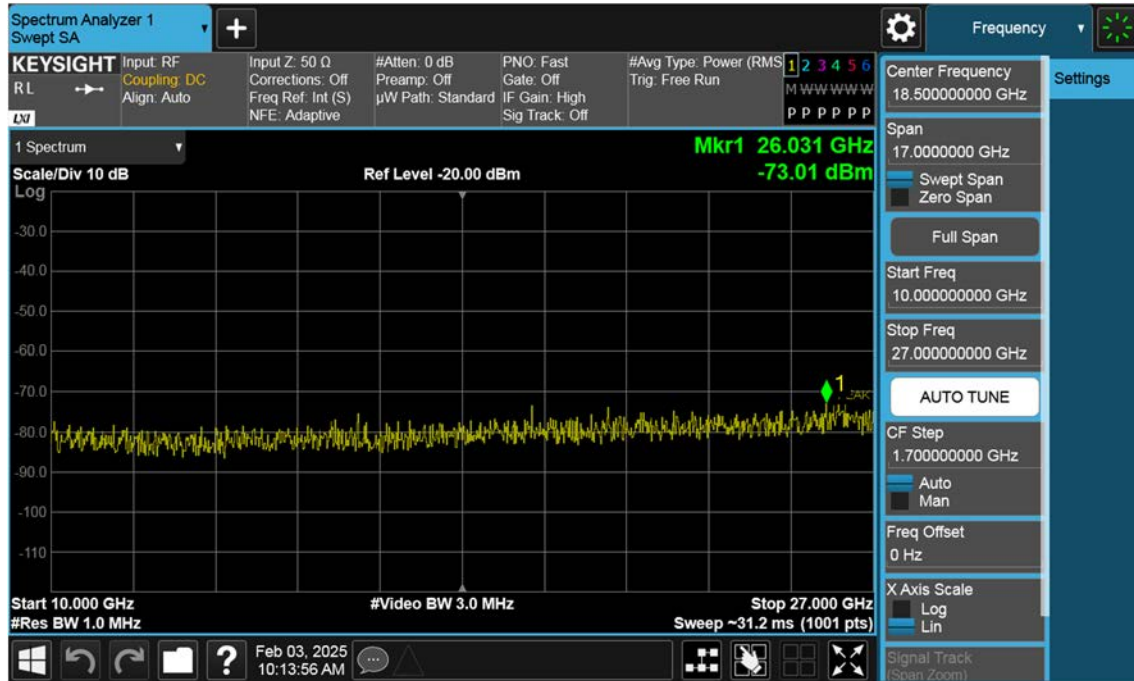 Spectrum Analyzer 1
Swept SA
Frequency
KEYSIGHT
R L
LXI
Input: RF
Coupling: DC
Align: Auto
Input Z: 50 Ω
Corrections: Off
Freq Ref: Int (S)
NFE: Adaptive
#Atten: 0 dB
Preamp: Off
µW Path: Standard
PNO: Fast
Gate: Off
IF Gain: High
Sig Track: Off
#Avg Type: Power (RMS
Trig: Free Run
1 2 3 4 5 6
M W W W W W
P P P P P P
1 Spectrum
Scale/Div 10 dB
Log
Ref Level -20.00 dBm
Mkr1 26.031 GHz
-73.01 dBm
-30.0
-40.0
-50.0
-60.0
-70.0
-80.0
-90.0
-100
-110
1
Start 10.000 GHz
#Res BW 1.0 MHz
#Video BW 3.0 MHz
Stop 27.000 GHz
Sweep ~31.2 ms (1001 pts)
Center Frequency
18.500000000 GHz
Span
17.0000000 GHz
Swept Span
Zero Span
Full Span
Start Freq
10.000000000 GHz
Stop Freq
27.000000000 GHz
AUTO TUNE
CF Step
1.700000000 GHz
Auto
Man
Freq Offset
0 Hz
X Axis Scale
Log
Lin
Signal Track
(Span Zoom)
Settings
?
Feb 03, 2025
10:13:56 AM